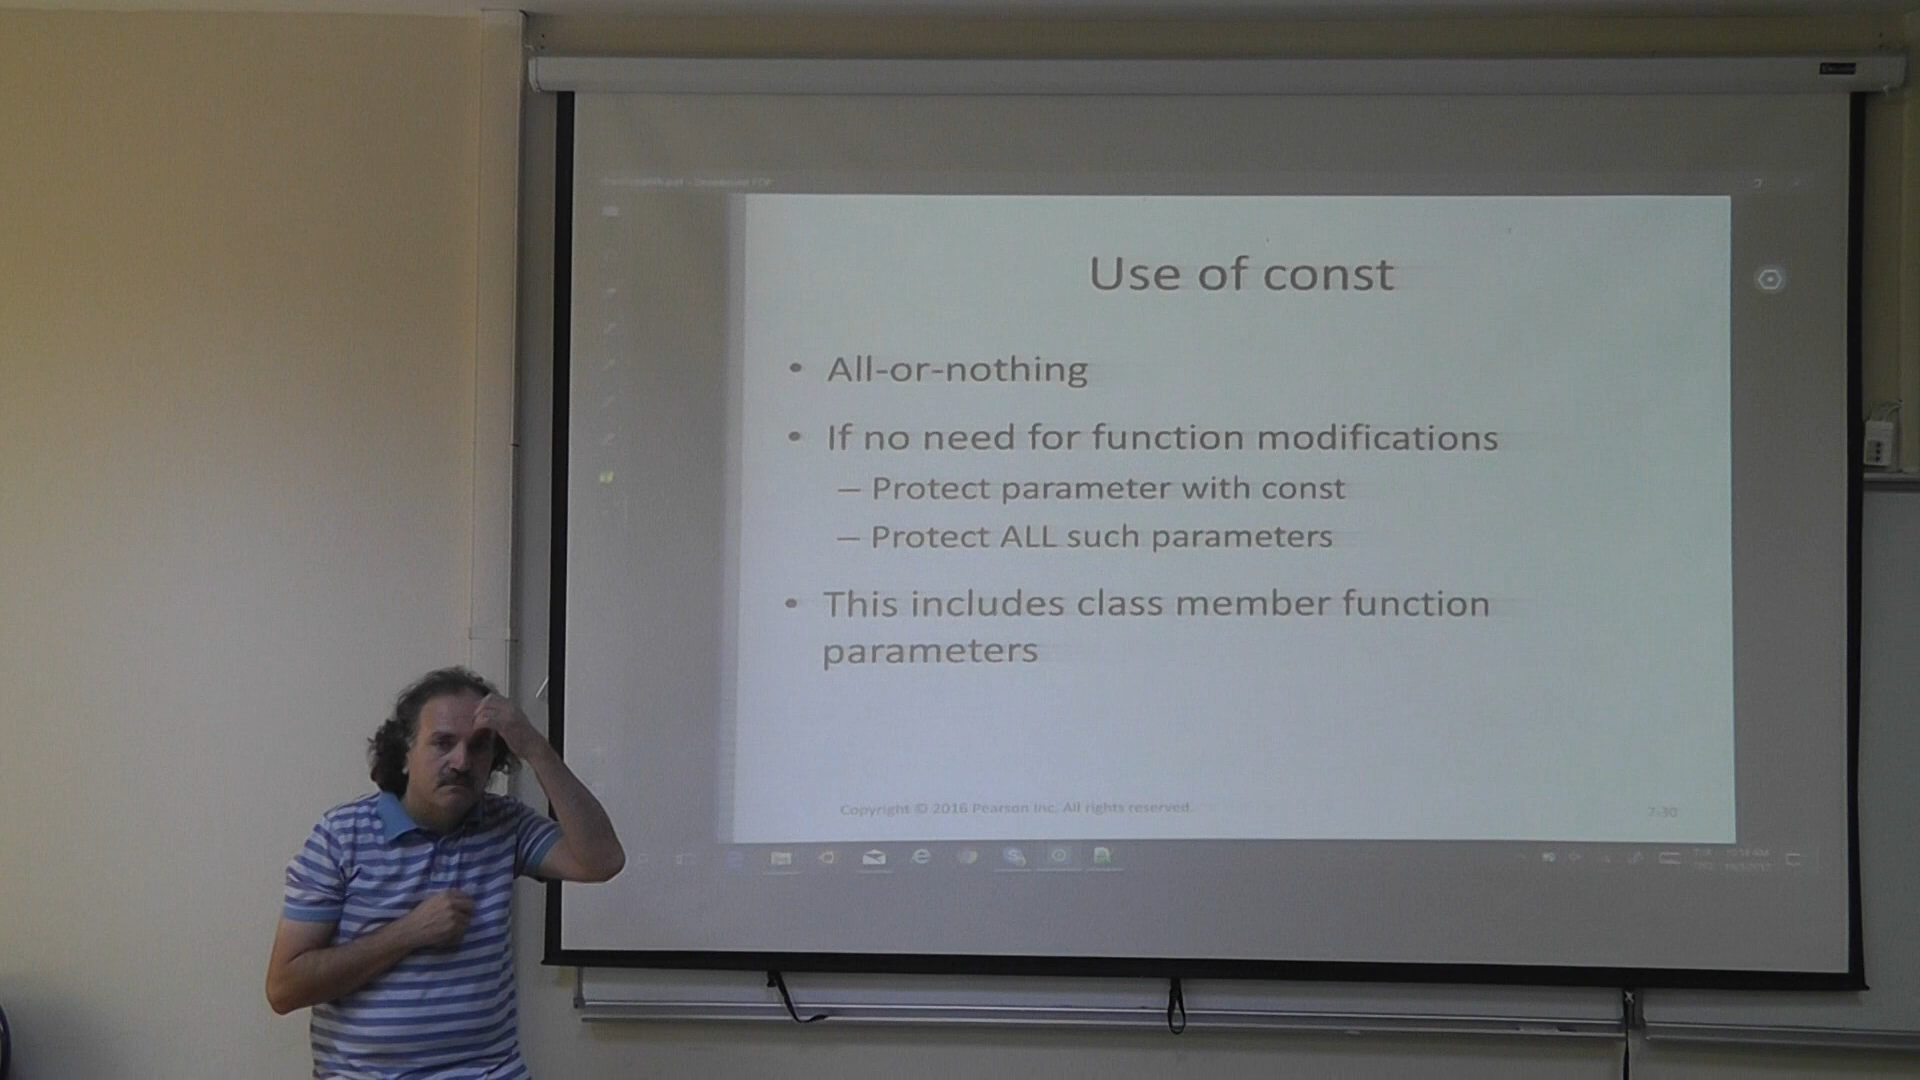 Use of const
• All-or-nothing
• If no need for function modifications
– Protect parameter with const
– Protect ALL such parameters
• This includes class member function
parameters
Copyright © 2016 Pearson Inc. All rights reserved.
7-30